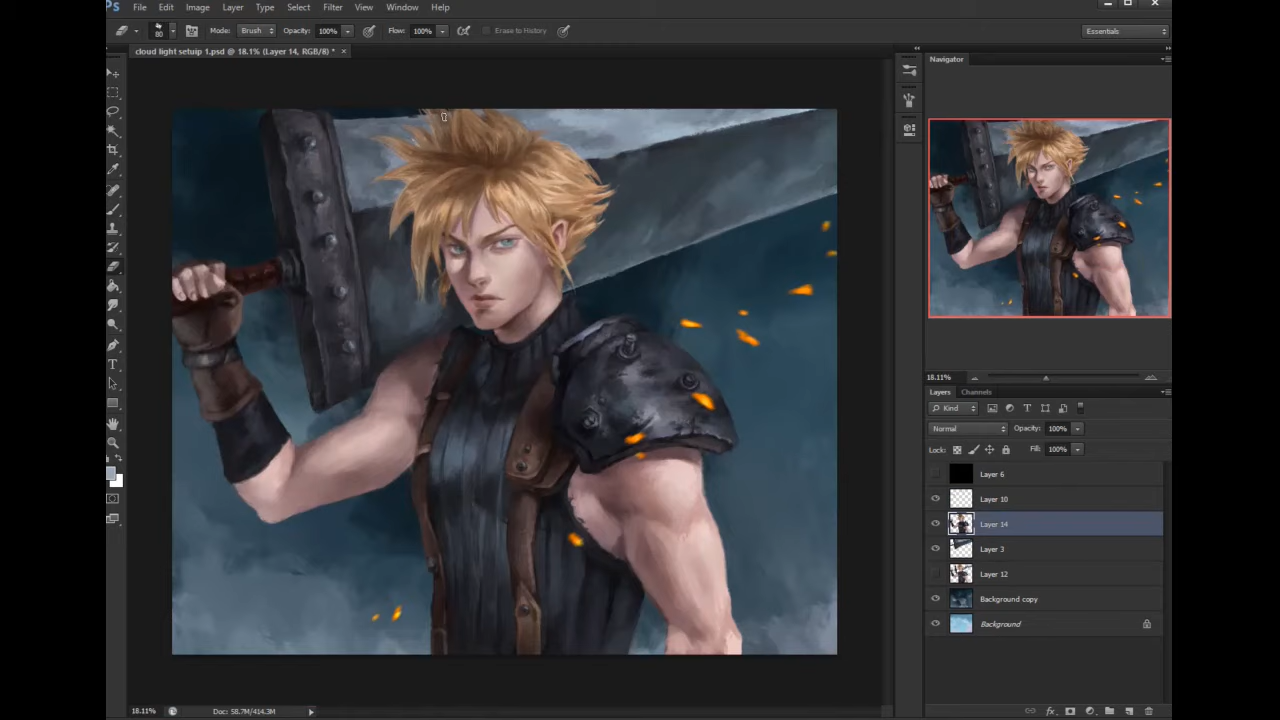 Ps File Edit Image Layer Type Select Filter View Window Help
80 Mode: Brush Opacity: 100% Flow: 100% Erase to History Essentials
cloud light setuip 1.psd @ 18.1% (Layer 14, RGB/8) * ×
Navigator
18.11%
Layers Channels
Kind
Normal Opacity: 100%
Lock: Fill: 100%
Layer 6
Layer 10
Layer 14
Layer 3
Layer 12
Background copy
Background
18.11% Doc: 58.7M/414.3M
fx